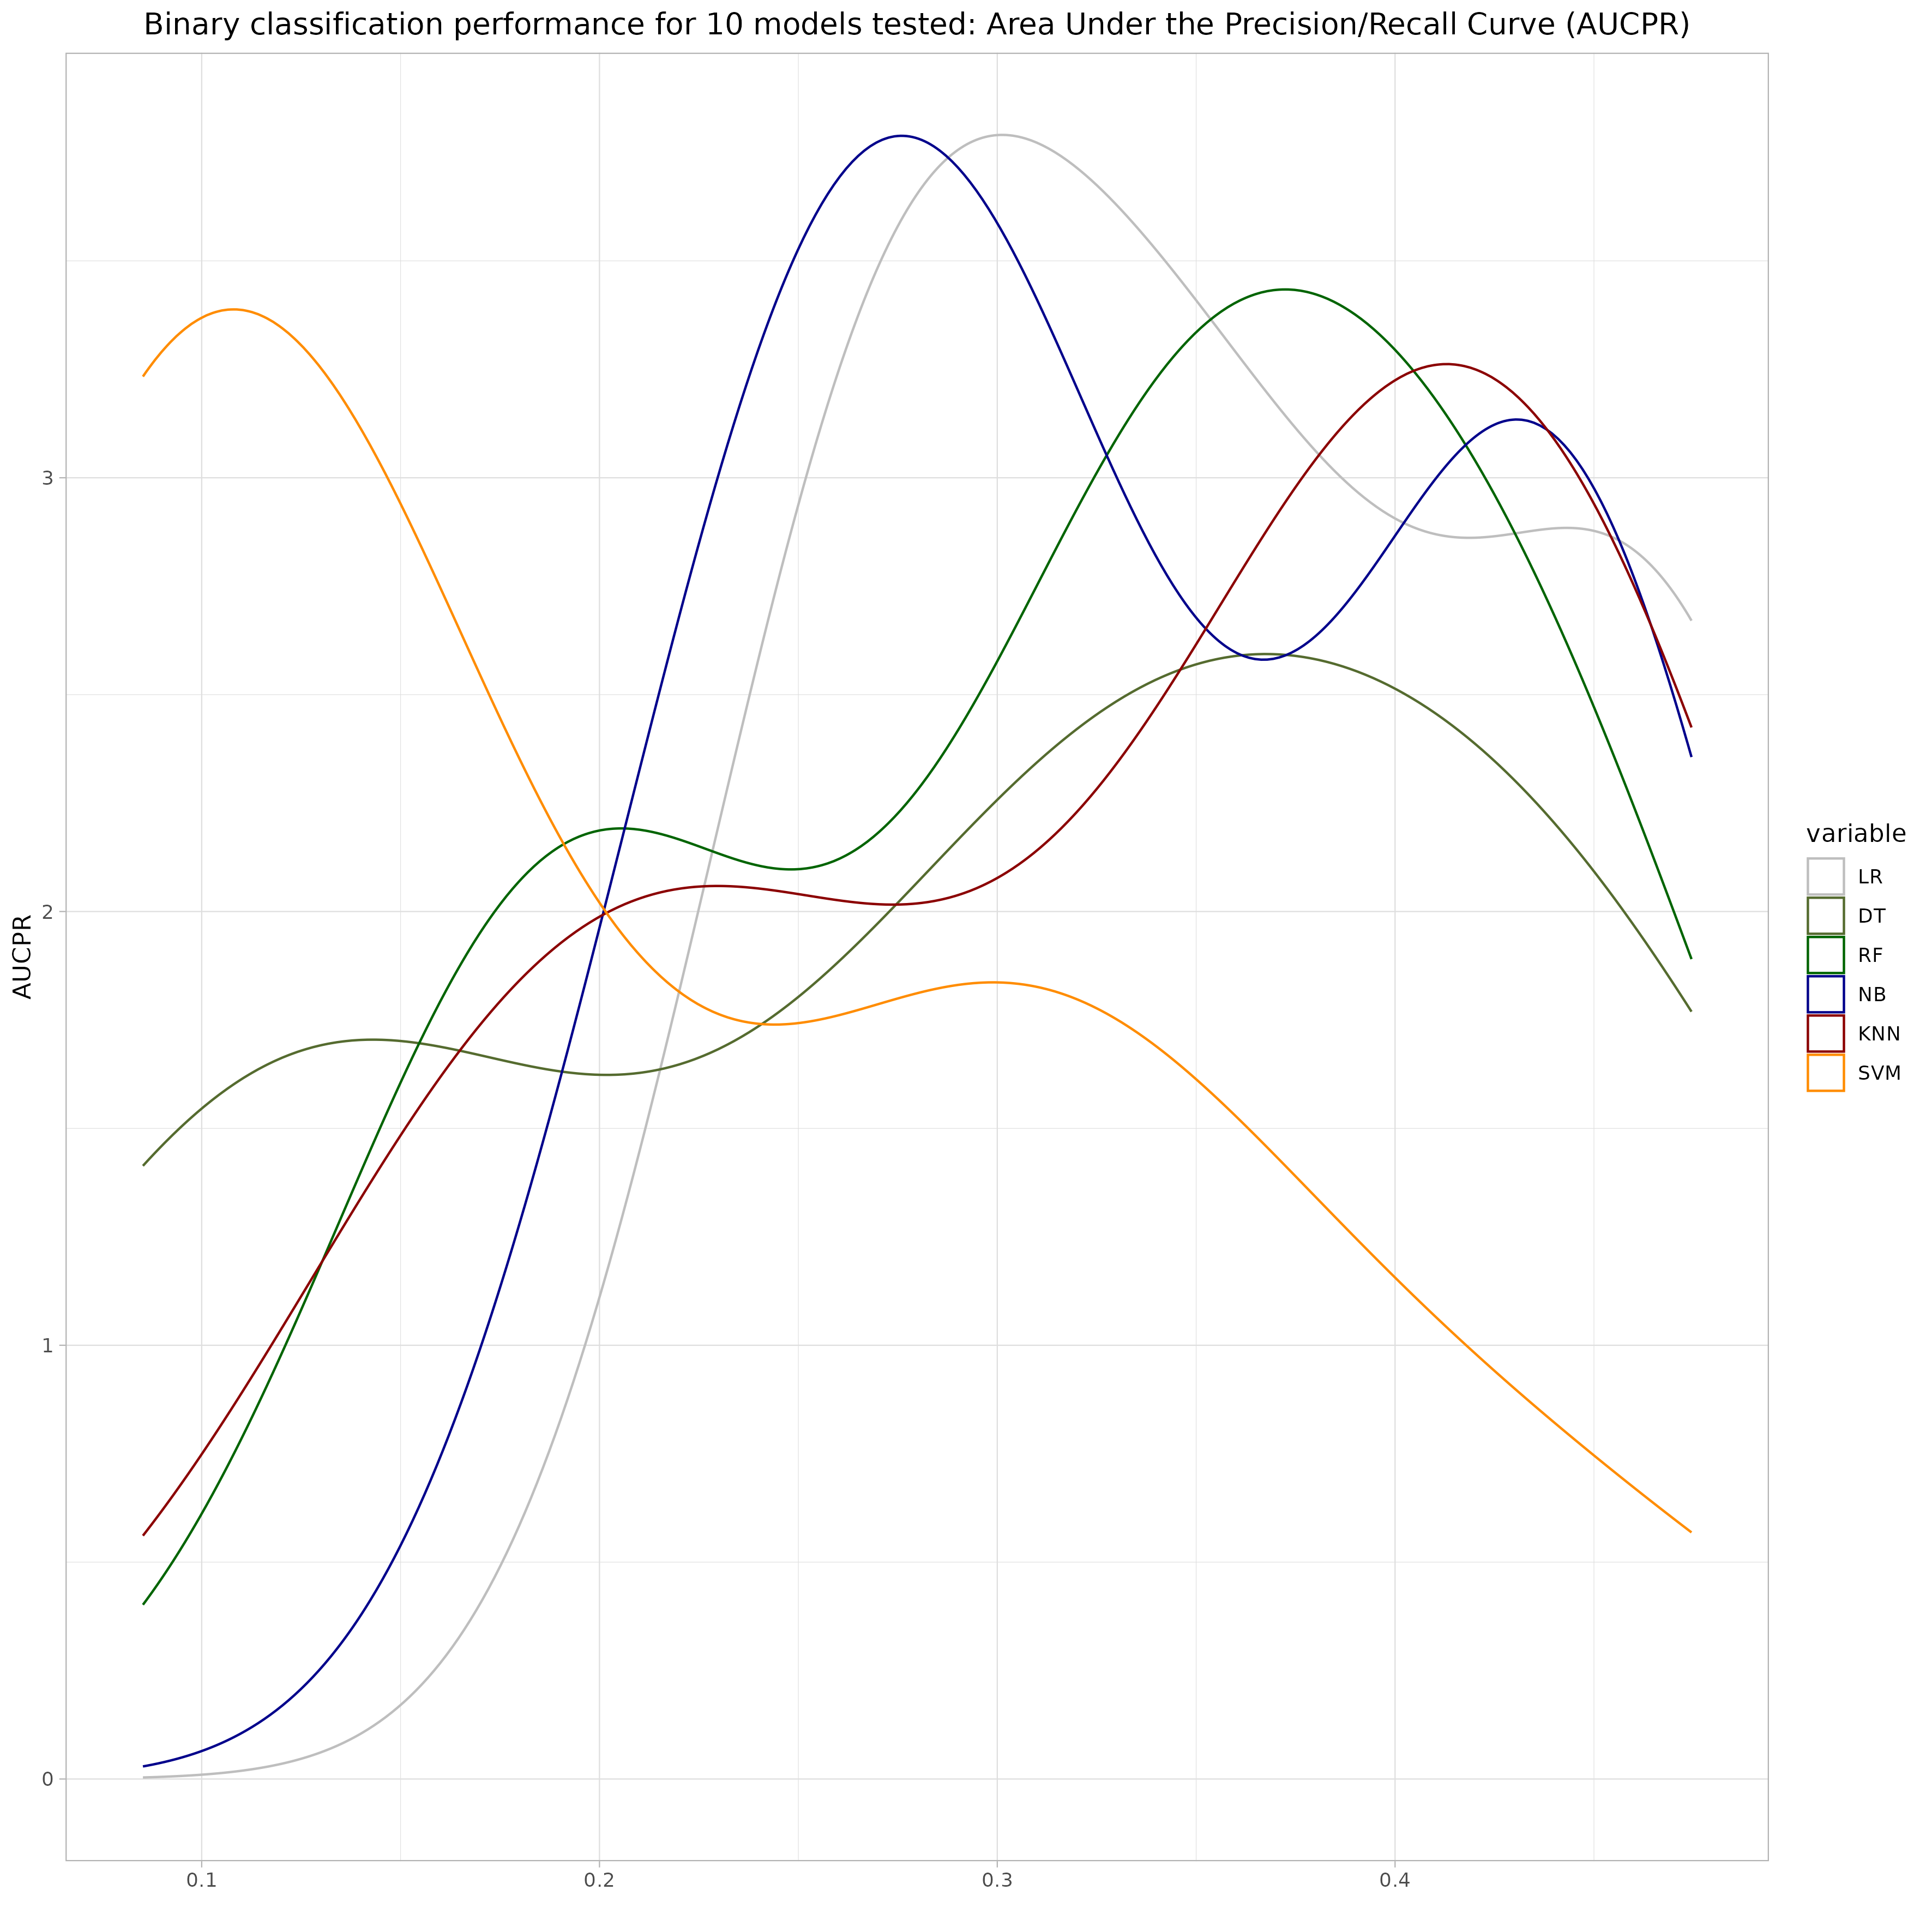 Binary classification performance for 10 models tested: Area Under the Precision/Recall Curve (AUCPR)
AUCPR
3
2
1
0
0.1
0.2
0.3
0.4
variable
LR
DT
RF
NB
KNN
SVM